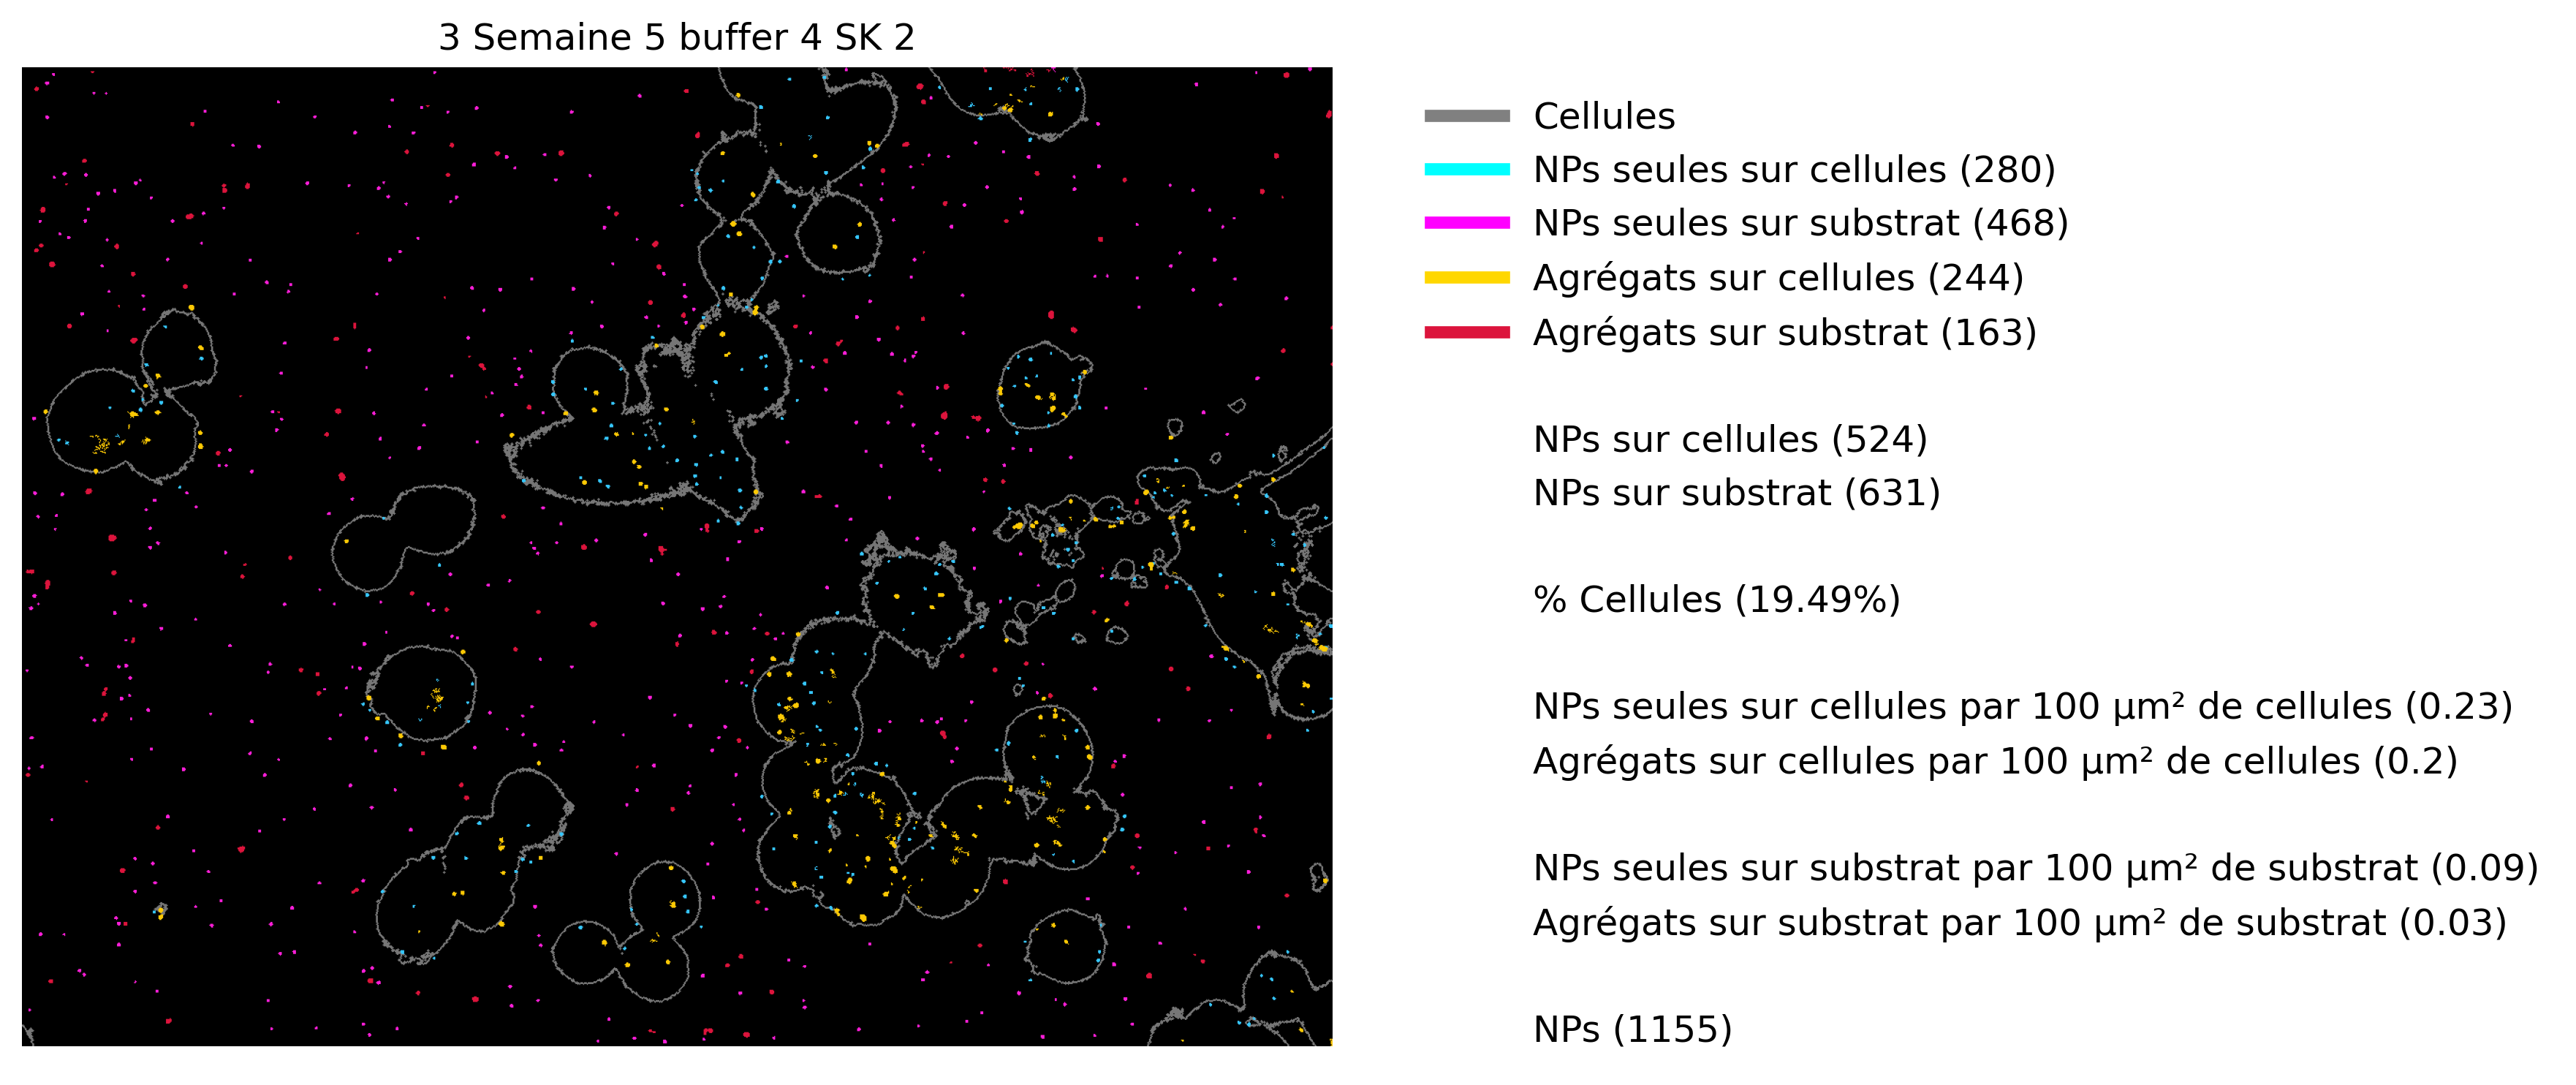 3 Semaine 5 buffer 4 SK 2
Cellules
NPs seules sur cellules (280)
NPs seules sur substrat (468)
Agrégats sur cellules (244)
Agrégats sur substrat (163)
NPs sur cellules (524)
NPs sur substrat (631)
% Cellules (19.49%)
NPs seules sur cellules par 100 µm² de cellules (0.23)
Agrégats sur cellules par 100 µm² de cellules (0.2)
NPs seules sur substrat par 100 µm² de substrat (0.09)
Agrégats sur substrat par 100 µm² de substrat (0.03)
NPs (1155)